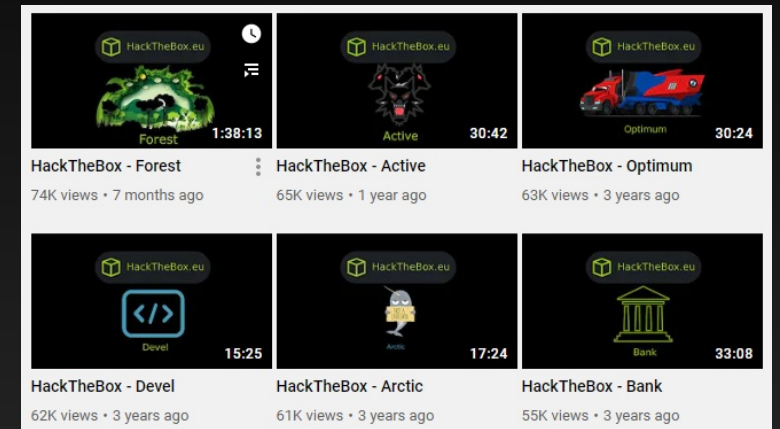 HackTheBox.eu
Forest
1:38:13
HackTheBox - Forest
74K views • 7 months ago
HackTheBox.eu
Active
30:42
HackTheBox - Active
65K views • 1 year ago
HackTheBox.eu
Optimum
30:24
HackTheBox - Optimum
63K views • 3 years ago
HackTheBox.eu
</>
Devel
15:25
HackTheBox - Devel
62K views • 3 years ago
HackTheBox.eu
Arctic
17:24
HackTheBox - Arctic
61K views • 3 years ago
HackTheBox.eu
Bank
33:08
HackTheBox - Bank
55K views • 3 years ago